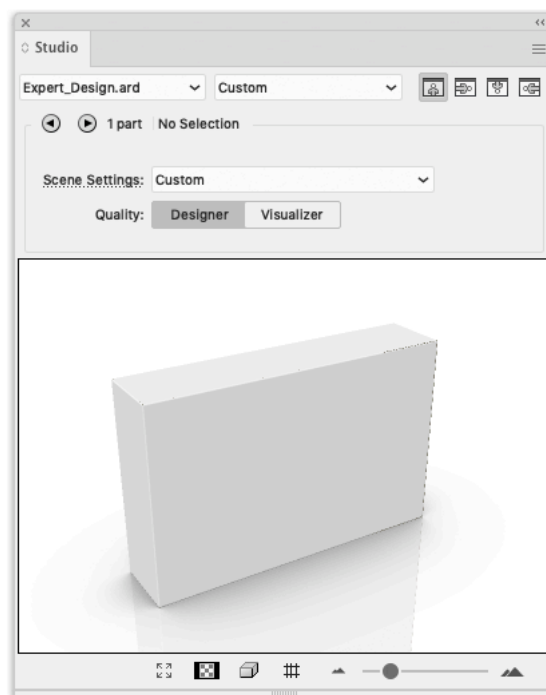 Studio
Expert_Design.ard Custom
1 part No Selection
Scene Settings: Custom
Quality: Designer Visualizer